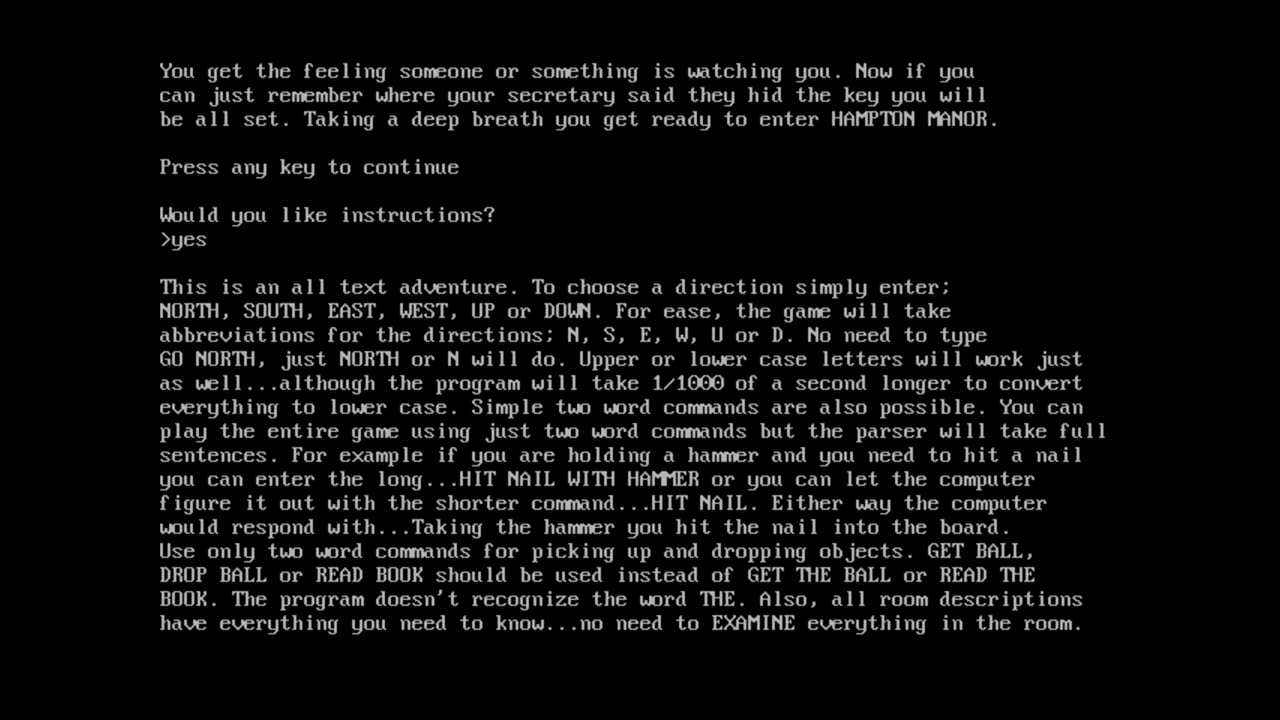 You get the feeling someone or something is watching you. Now if you
can just remember where your secretary said they hid the key you will
be all set. Taking a deep breath you get ready to enter HAMPTON MANOR.
Press any key to continue
Would you like instructions?
>yes
This is an all text adventure. To choose a direction simply enter;
NORTH, SOUTH, EAST, WEST, UP or DOWN. For ease, the game will take
abbreviations for the directions; N, S, E, W, U or D. No need to type
GO NORTH, just NORTH or N will do. Upper or lower case letters will work just
as well...although the program will take 1/1000 of a second longer to convert
everything to lower case. Simple two word commands are also possible. You can
play the entire game using just two word commands but the parser will take full
sentences. For example if you are holding a hammer and you need to hit a nail
you can enter the long...HIT NAIL WITH HAMMER or you can let the computer
figure it out with the shorter command...HIT NAIL. Either way the computer
would respond with...Taking the hammer you hit the nail into the board.
Use only two word commands for picking up and dropping objects. GET BALL,
DROP BALL or READ BOOK should be used instead of GET THE BALL or READ THE
BOOK. The program doesn't recognize the word THE. Also, all room descriptions
have everything you need to know...no need to EXAMINE everything in the room.